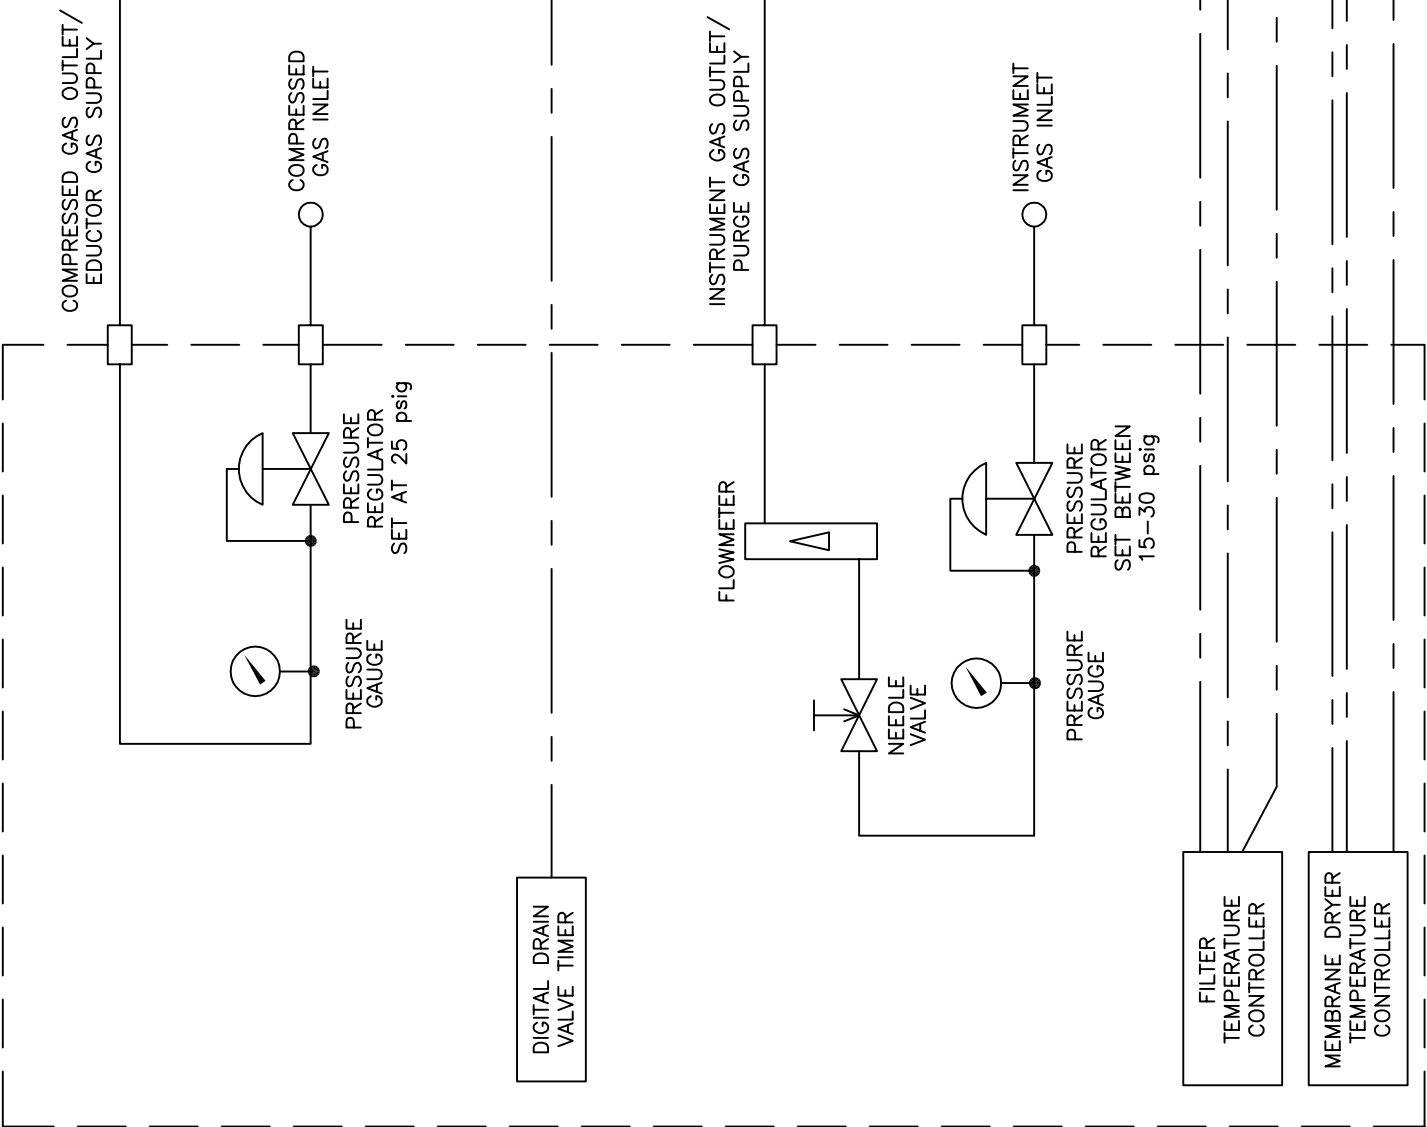 COMPRESSED GAS OUTLET/
EDUCTOR GAS SUPPLY
COMPRESSED
GAS INLET
INSTRUMENT GAS OUTLET/
PURGE GAS SUPPLY
INSTRUMENT
GAS INLET
PRESSURE
REGULATOR
SET AT 25 psig
PRESSURE
GAUGE
FLOWMETER
NEEDLE
VALVE
PRESSURE
REGULATOR
SET BETWEEN
15-30 psig
PRESSURE
GAUGE
DIGITAL DRAIN
VALVE TIMER
FILTER
TEMPERATURE
CONTROLLER
MEMBRANE DRYER
TEMPERATURE
CONTROLLER